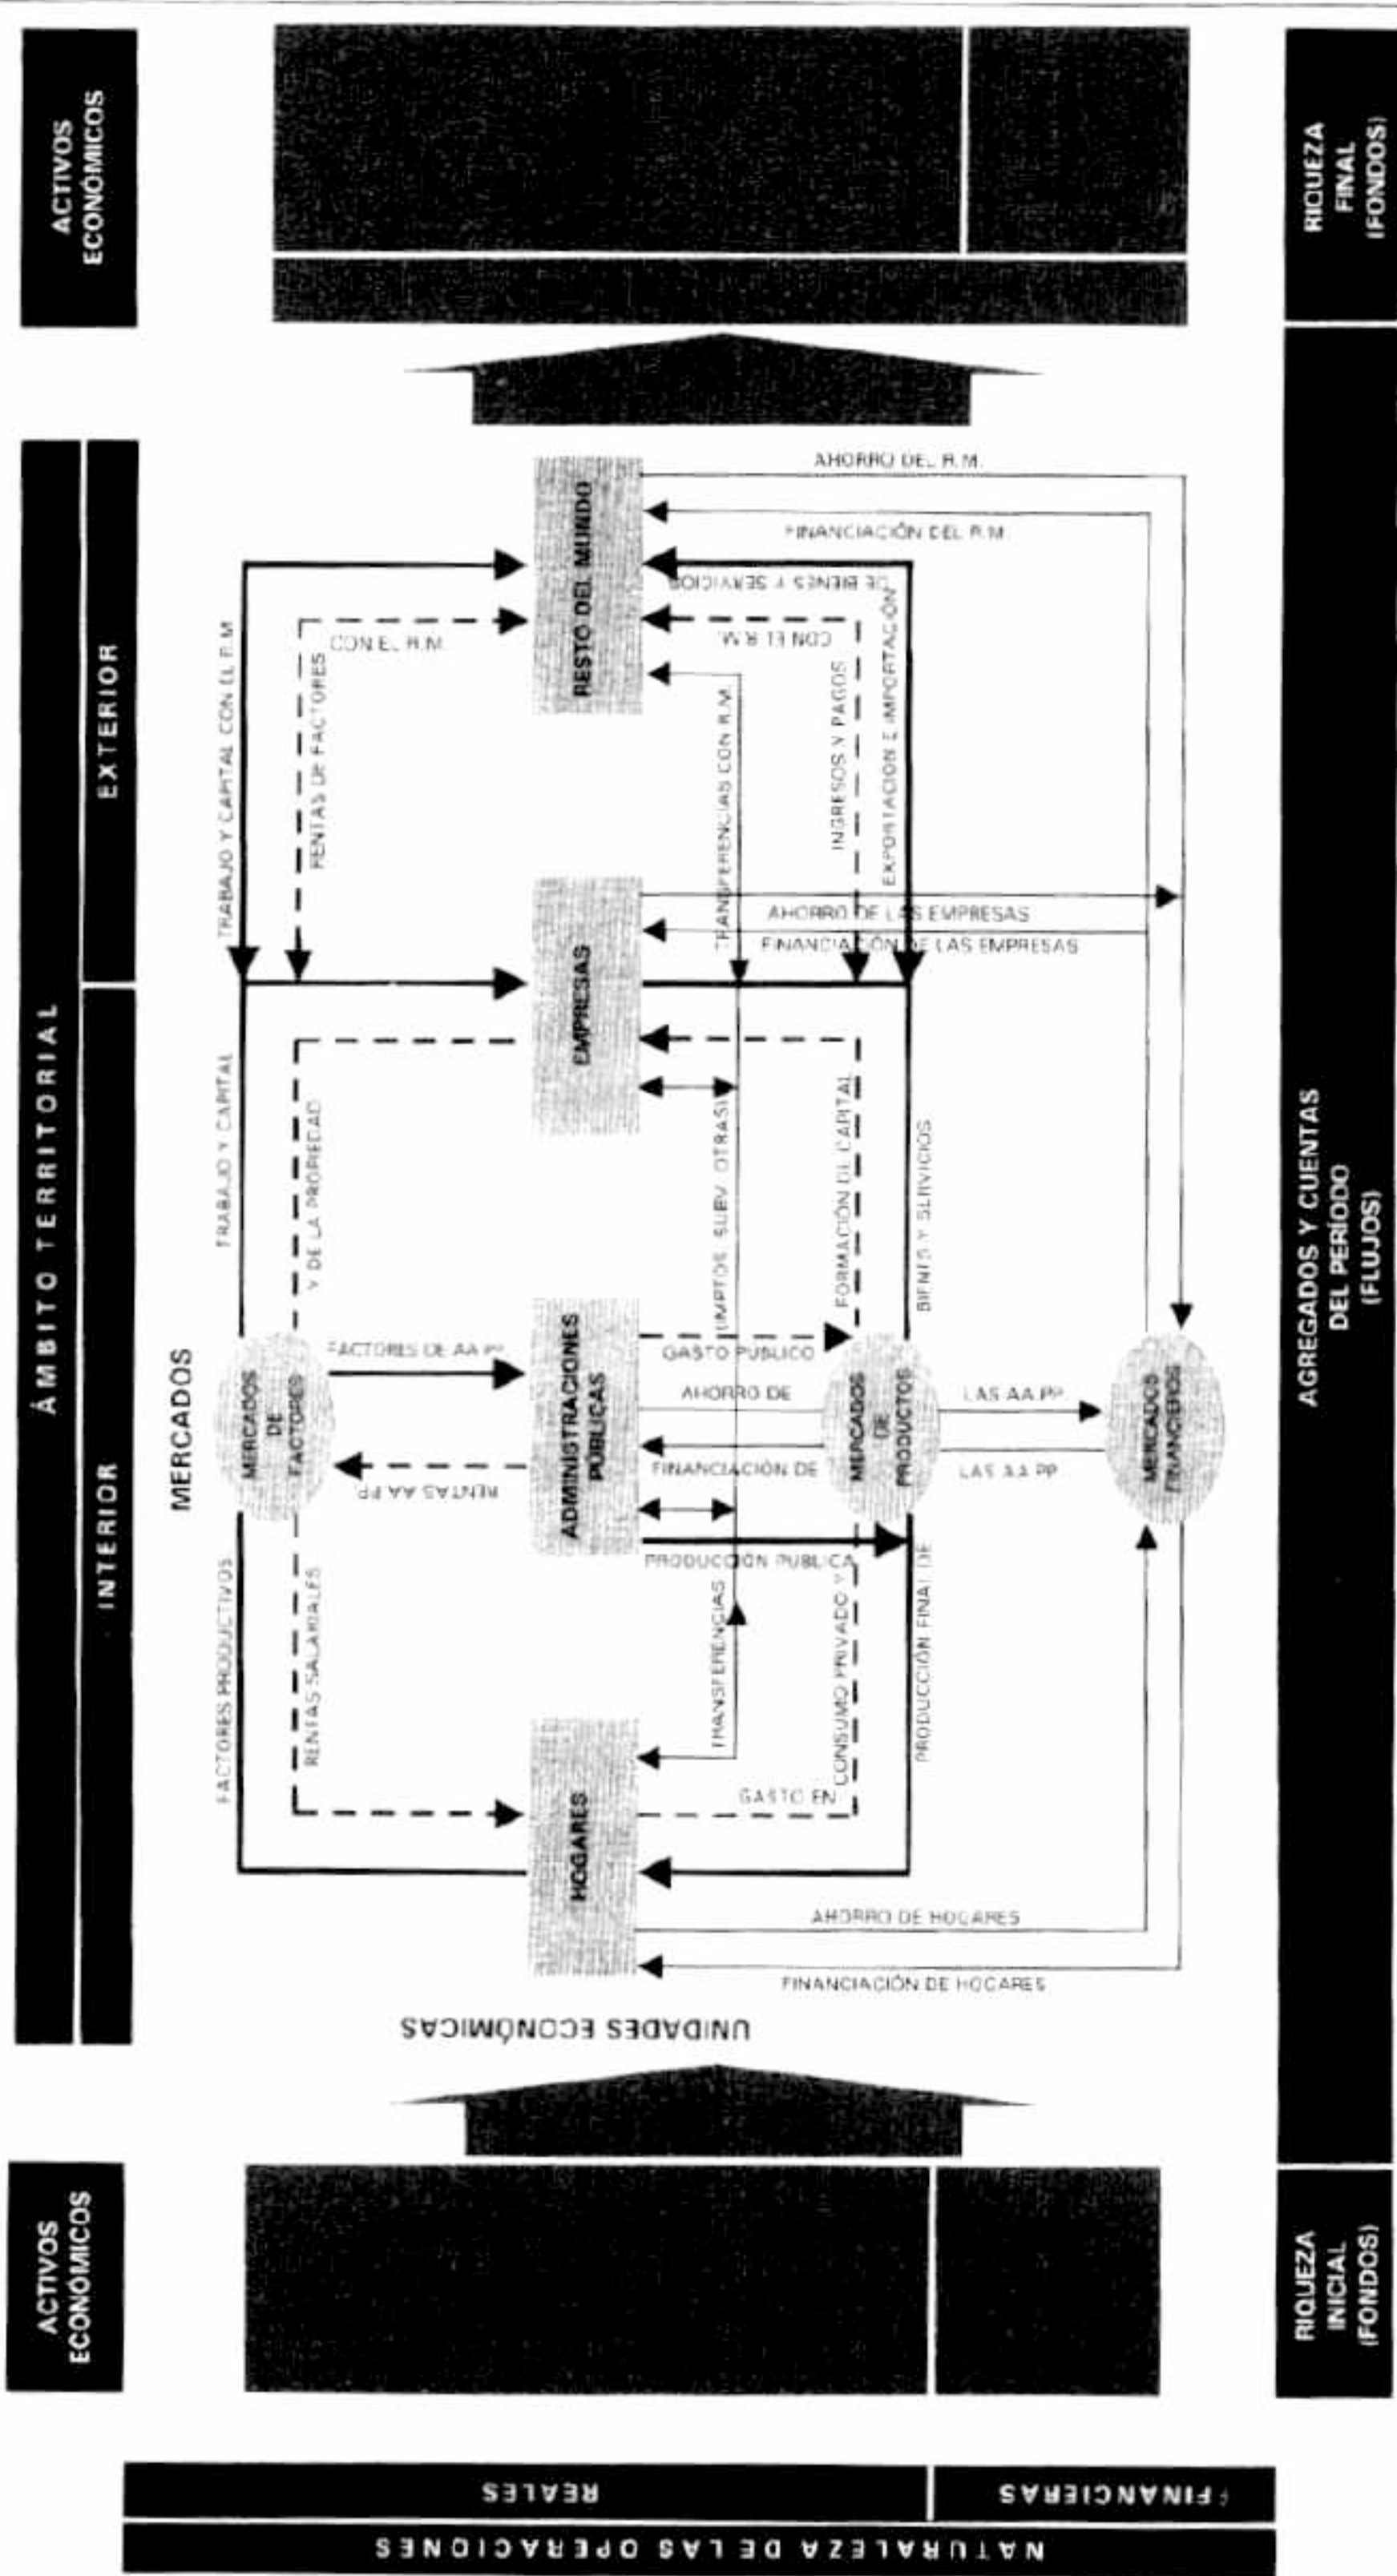 ACTIVOS
ECONÓMICOS
ÁMBITO TERRITORIAL
INTERIOR
EXTERIOR
ACTIVOS
ECONÓMICOS
NATURALEZA DE LAS OPERACIONES
REALES
FINANCIERAS
UNIDADES ECONÓMICAS
MERCADOS
FACTORES PRODUCTIVOS
TRABAJO Y CAPITAL
TRABAJO Y CAPITAL CON EL R.M
MERCADOS
DE
FACTORES
RENTAS SALARIALES
Y DE LA PROPIEDAD
RENTAS DE FACTORES
CON EL R.M.
RENTAS AA PP
FACTORES DE AA PP
HOGARES
ADMINISTRACIONES
PÚBLICAS
EMPRESAS
RESTO DEL MUNDO
PRODUCCIÓN PUBLICA
FINANCIACIÓN DE
AHORRO DE
GASTO PUBLICO
TRANSFERENCIAS
(IMPTOS. SUBV. OTRAS)
TRANSFERENCIAS CON R.M.
GASTO EN
CONSUMO PRIVADO Y
FORMACIÓN DE CAPITAL
INGRESOS Y PAGOS
CON EL R.M.
MERCADOS
DE
PRODUCTOS
PRODUCCIÓN FINAL DE
BIENES Y SERVICIOS
EXPORTACION E IMPORTACIÓN
DE BIENES Y SERVICIOS
AHORRO DE HOGARES
FINANCIACIÓN DE HOGARES
LAS AA PP
LAS AA PP
AHORRO DE LAS EMPRESAS
FINANCIACIÓN DE LAS EMPRESAS
AHORRO DEL R.M.
FINANCIACIÓN DEL R.M.
MERCADOS
FINANCIEROS
RIQUEZA
INICIAL
(FONDOS)
AGREGADOS Y CUENTAS
DEL PERÍODO
(FLUJOS)
RIQUEZA
FINAL
(FONDOS)